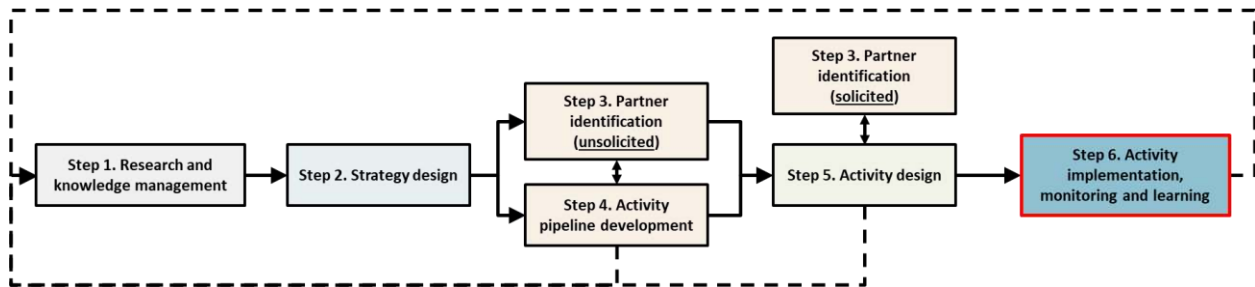 Step 1. Research and
knowledge management
Step 2. Strategy design
Step 3. Partner
identification
(unsolicited)
Step 4. Activity
pipeline development
Step 3. Partner
identification
(solicited)
Step 5. Activity design
Step 6. Activity
implementation,
monitoring and learning